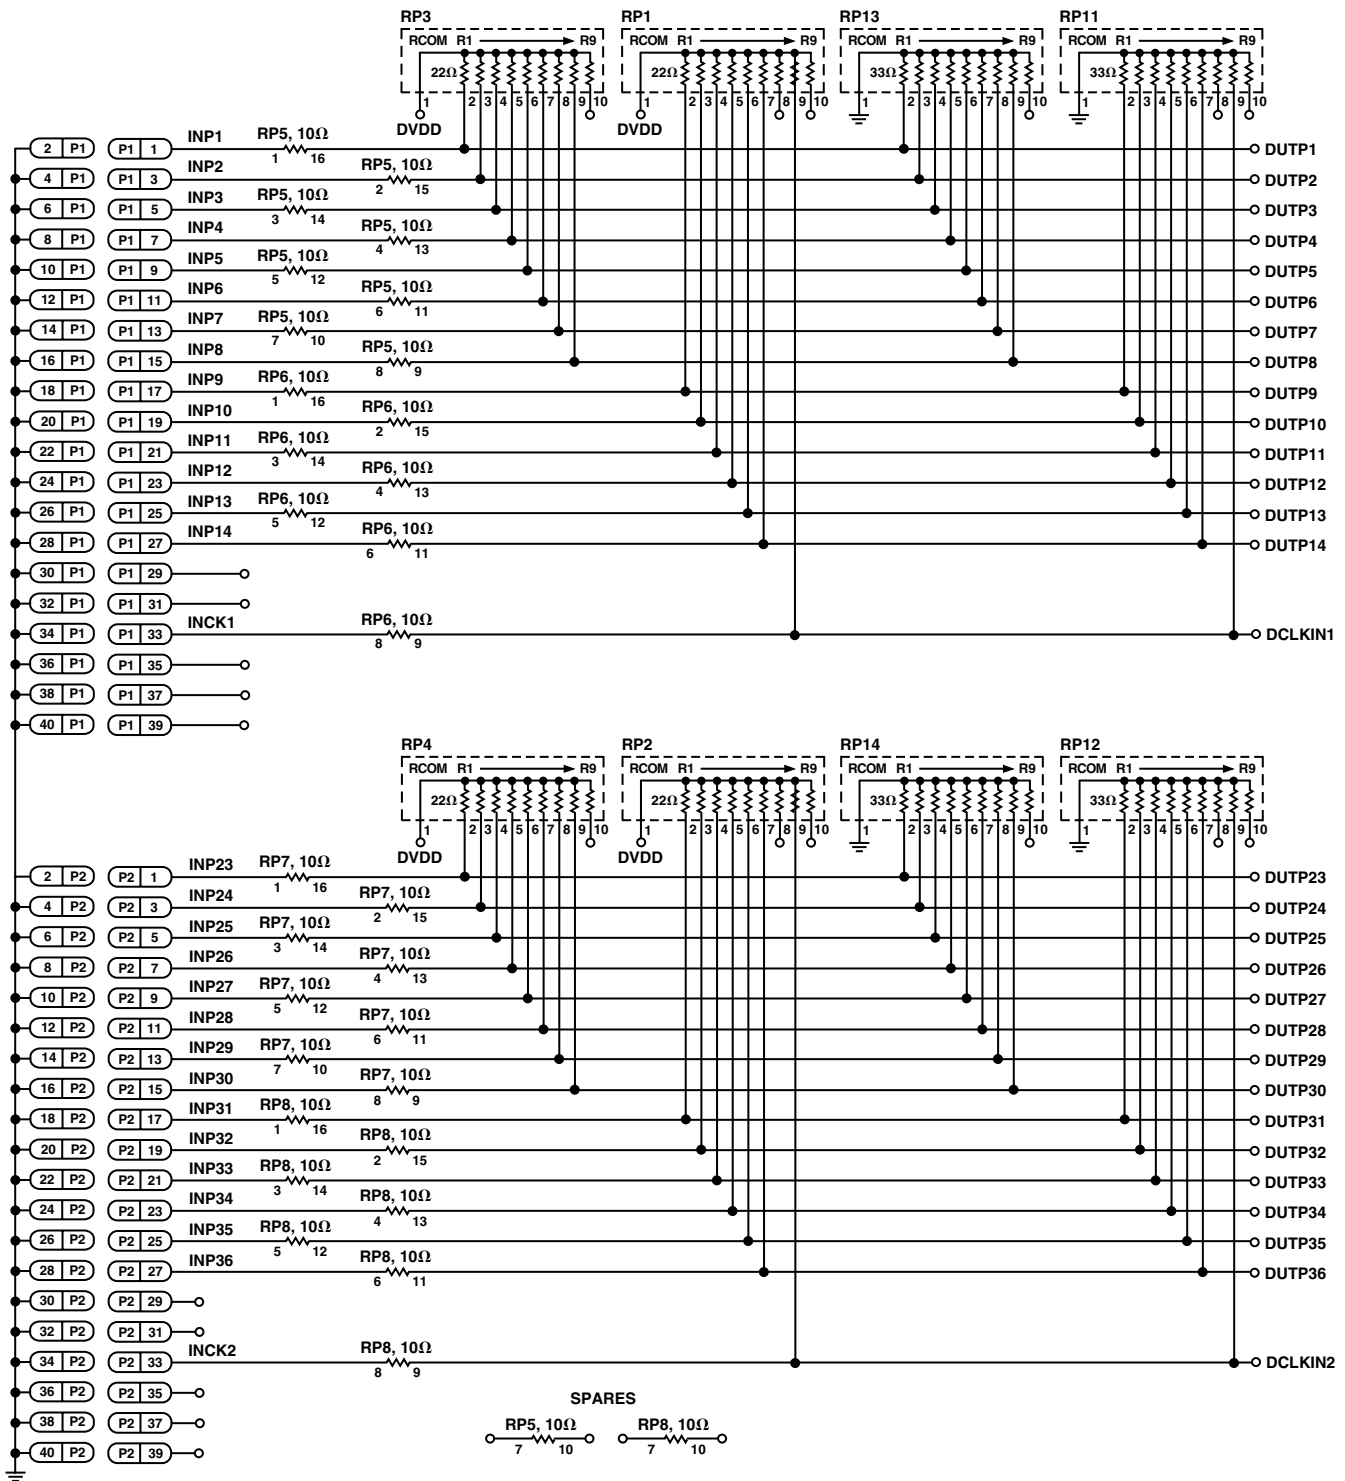 RP3 RP1 RP13 RP11
RCOM R1 R9 RCOM R1 R9 RCOM R1 R9 RCOM R1 R9
22Ω 22Ω 33Ω 33Ω
1 2 3 4 5 6 7 8 9 10 1 2 3 4 5 6 7 8 9 10 1 2 3 4 5 6 7 8 9 10 1 2 3 4 5 6 7 8 9 10
DVDD DVDD
2 P1 P1 1 INP1 RP5, 10Ω 1 16 DUTP1
4 P1 P1 3 INP2 RP5, 10Ω 2 15 DUTP2
6 P1 P1 5 INP3 RP5, 10Ω 3 14 DUTP3
8 P1 P1 7 INP4 RP5, 10Ω 4 13 DUTP4
10 P1 P1 9 INP5 RP5, 10Ω 5 12 DUTP5
12 P1 P1 11 INP6 RP5, 10Ω 6 11 DUTP6
14 P1 P1 13 INP7 RP5, 10Ω 7 10 DUTP7
16 P1 P1 15 INP8 RP5, 10Ω 8 9 DUTP8
18 P1 P1 17 INP9 RP6, 10Ω 1 16 DUTP9
20 P1 P1 19 INP10 RP6, 10Ω 2 15 DUTP10
22 P1 P1 21 INP11 RP6, 10Ω 3 14 DUTP11
24 P1 P1 23 INP12 RP6, 10Ω 4 13 DUTP12
26 P1 P1 25 INP13 RP6, 10Ω 5 12 DUTP13
28 P1 P1 27 INP14 RP6, 10Ω 6 11 DUTP14
30 P1 P1 29
32 P1 P1 31
34 P1 P1 33 INCK1 RP6, 10Ω 8 9 DCLKIN1
36 P1 P1 35
38 P1 P1 37
40 P1 P1 39
RP4 RP2 RP14 RP12
RCOM R1 R9 RCOM R1 R9 RCOM R1 R9 RCOM R1 R9
22Ω 22Ω 33Ω 33Ω
1 2 3 4 5 6 7 8 9 10 1 2 3 4 5 6 7 8 9 10 1 2 3 4 5 6 7 8 9 10 1 2 3 4 5 6 7 8 9 10
DVDD DVDD
2 P2 P2 1 INP23 RP7, 10Ω 1 16 DUTP23
4 P2 P2 3 INP24 RP7, 10Ω 2 15 DUTP24
6 P2 P2 5 INP25 RP7, 10Ω 3 14 DUTP25
8 P2 P2 7 INP26 RP7, 10Ω 4 13 DUTP26
10 P2 P2 9 INP27 RP7, 10Ω 5 12 DUTP27
12 P2 P2 11 INP28 RP7, 10Ω 6 11 DUTP28
14 P2 P2 13 INP29 RP7, 10Ω 7 10 DUTP29
16 P2 P2 15 INP30 RP7, 10Ω 8 9 DUTP30
18 P2 P2 17 INP31 RP8, 10Ω 1 16 DUTP31
20 P2 P2 19 INP32 RP8, 10Ω 2 15 DUTP32
22 P2 P2 21 INP33 RP8, 10Ω 3 14 DUTP33
24 P2 P2 23 INP34 RP8, 10Ω 4 13 DUTP34
26 P2 P2 25 INP35 RP8, 10Ω 5 12 DUTP35
28 P2 P2 27 INP36 RP8, 10Ω 6 11 DUTP36
30 P2 P2 29
32 P2 P2 31
34 P2 P2 33 INCK2 RP8, 10Ω 8 9 DCLKIN2
36 P2 P2 35
38 P2 P2 37
40 P2 P2 39
SPARES
RP5, 10Ω RP8, 10Ω
7 10 7 10